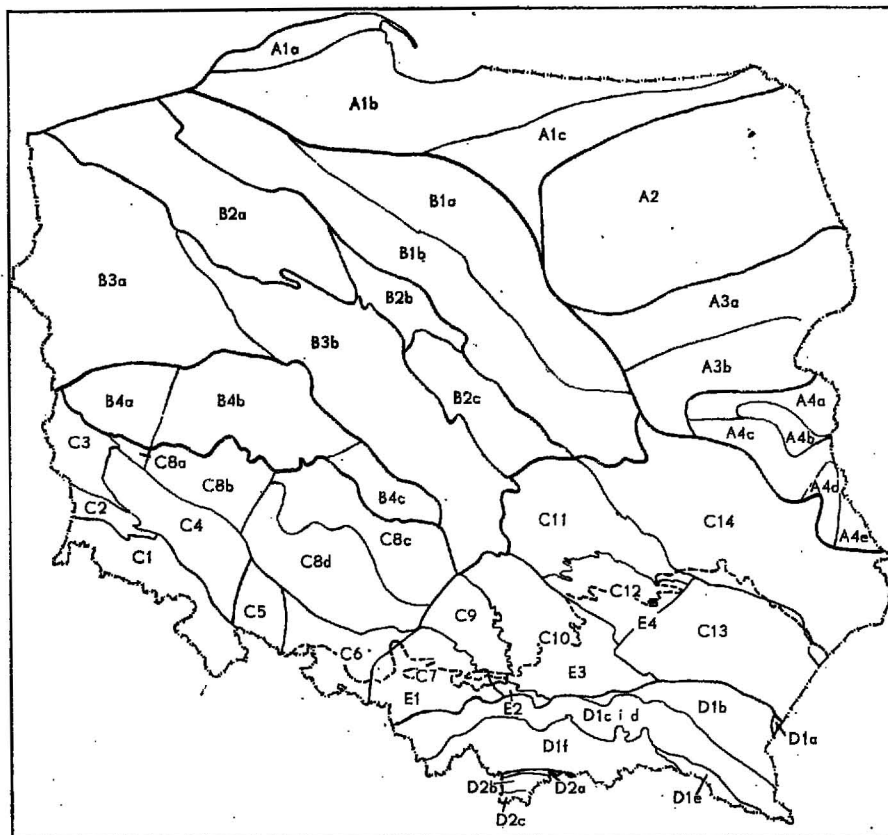 A1a
A1b
A1c
B1a
A2
B2a
B1b
B3a
B2b
A3a
B3b
A3b
B4a
B4b
B2c
A4a
A4b
A4c
C3
C8a
C8b
A4d
B4c
C2
C4
C11
C14
A4e
C1
C8c
C8d
C12
C5
C9
C10
E4
C13
C6
C7
E3
E1
E2
D1b
D1c i d
D1a
D1f
D2b
D2a
D1e
D2c